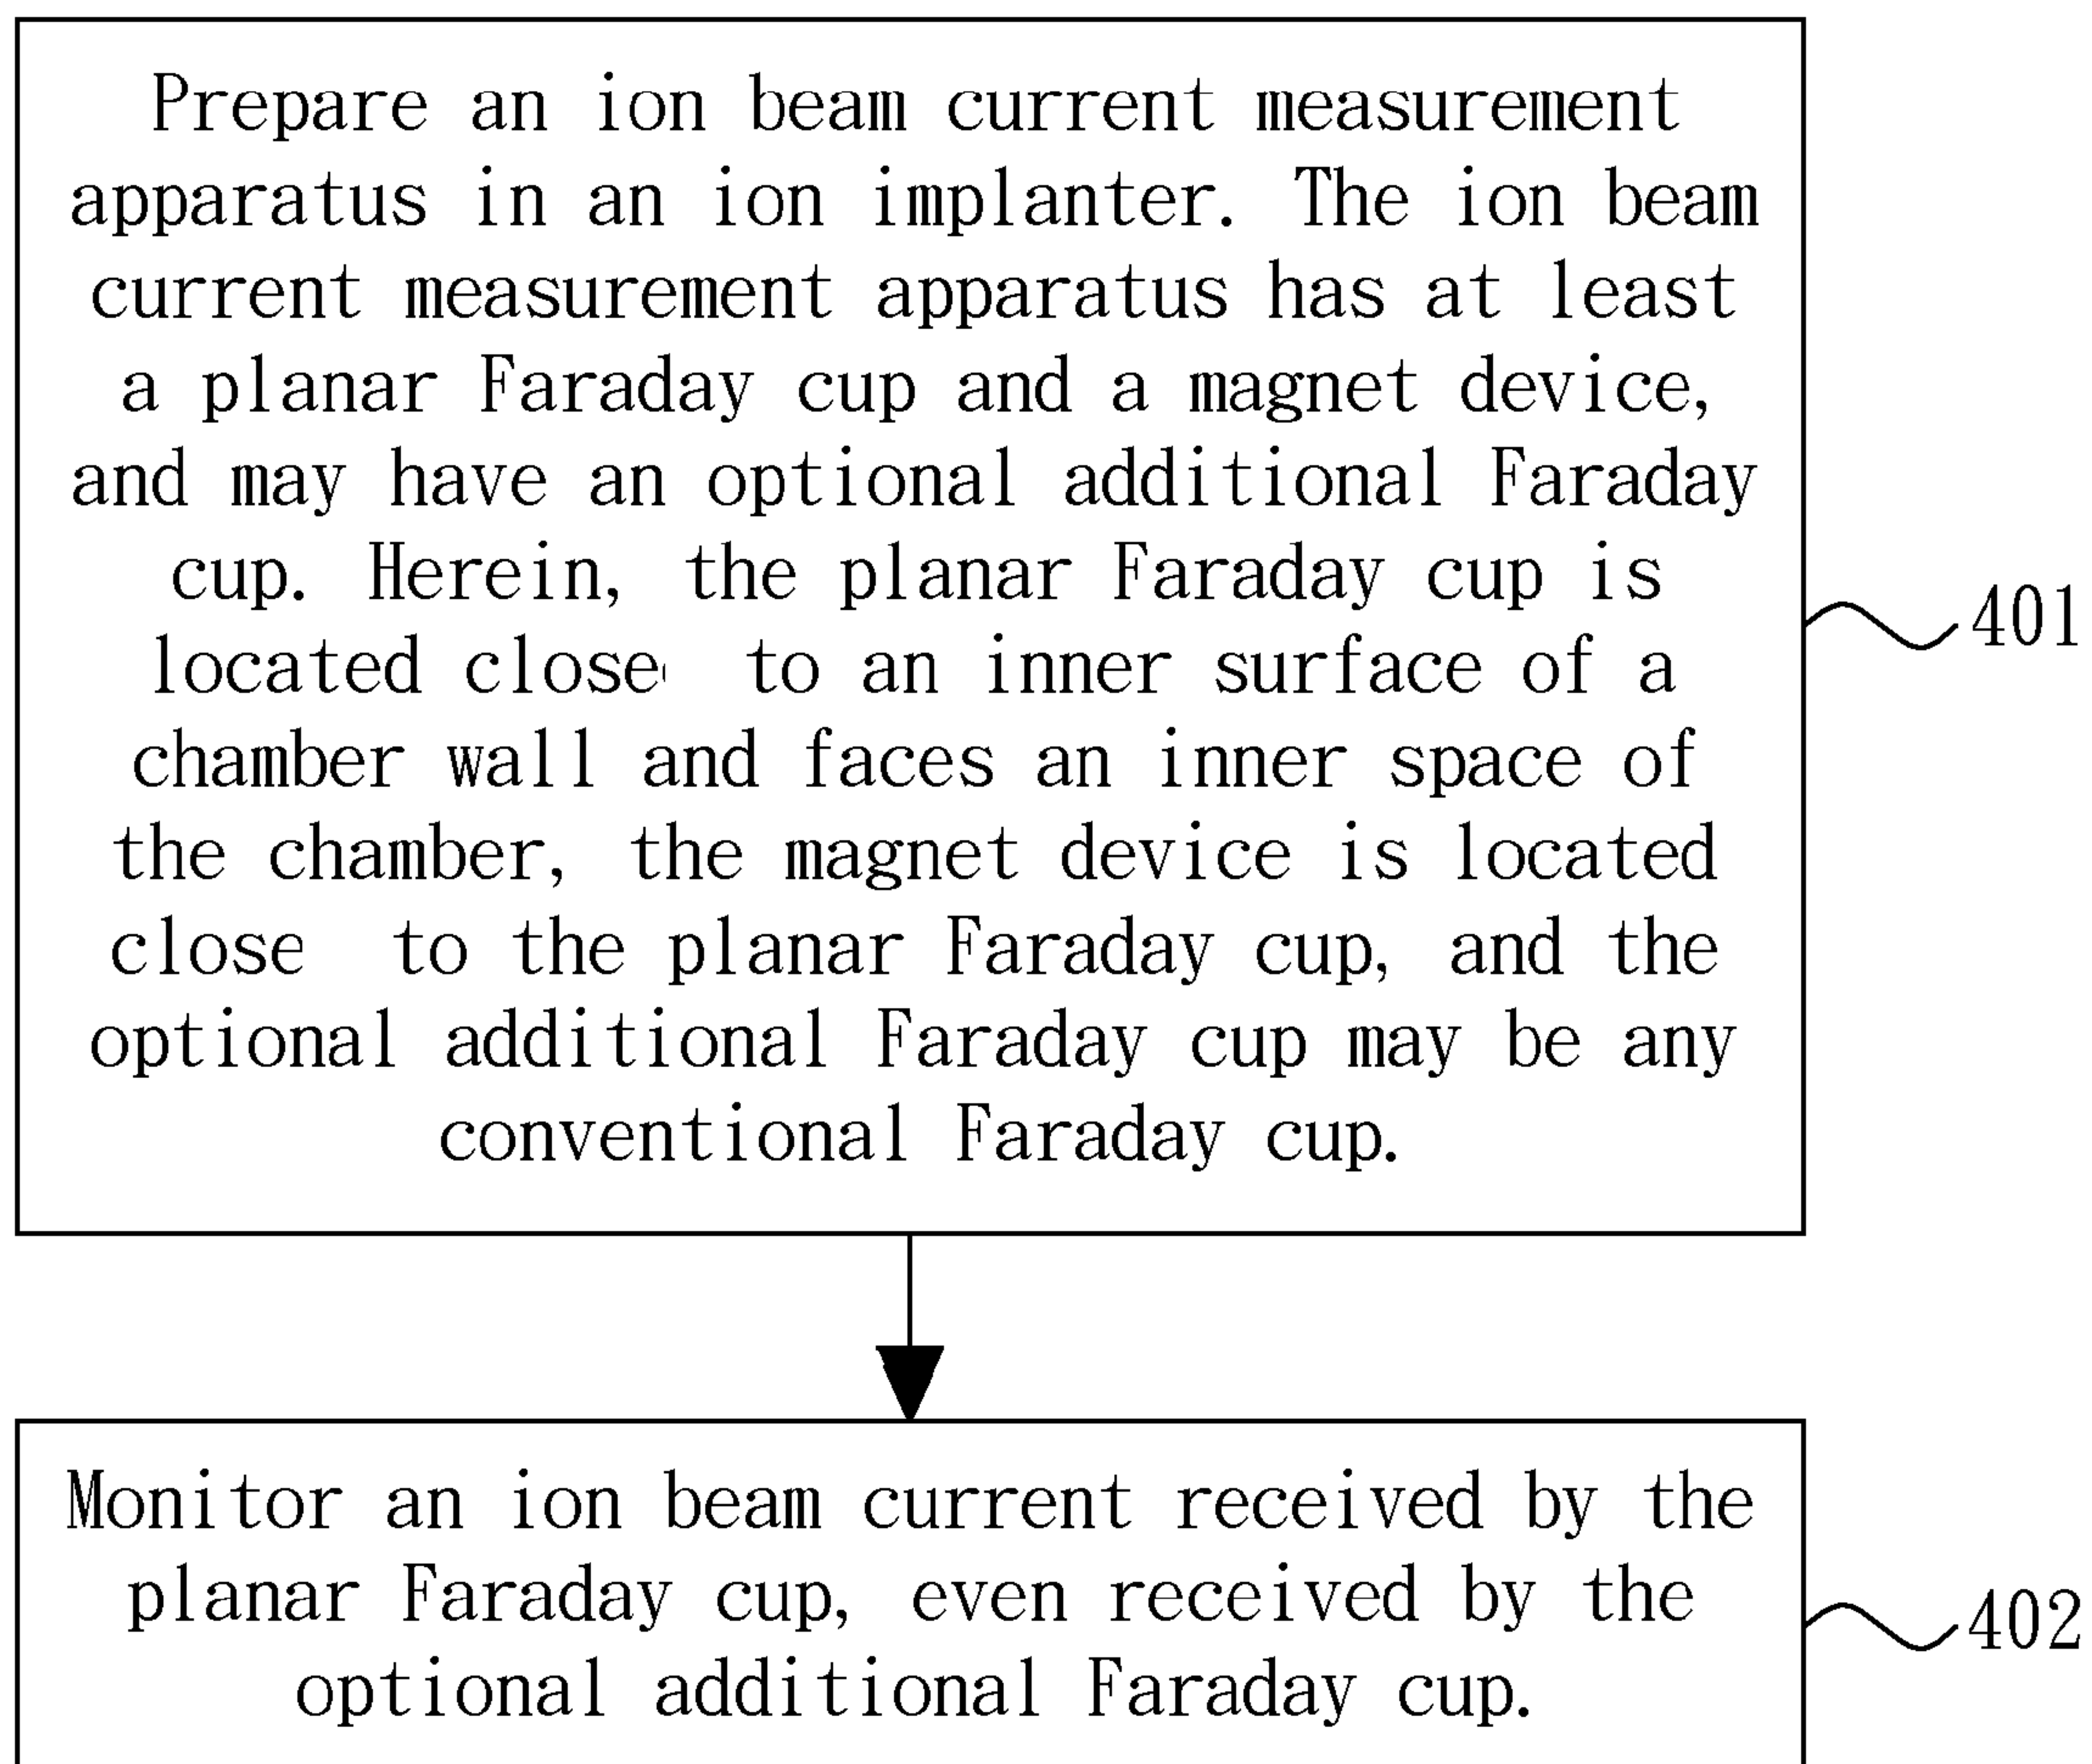 Prepare an ion beam current measurement
apparatus in an ion implanter. The ion beam
current measurement apparatus has at least
a planar Faraday cup and a magnet device,
and may have an optional additional Faraday
cup. Herein, the planar Faraday cup is
located close to an inner surface of a
chamber wall and faces an inner space of
the chamber, the magnet device is located
close to the planar Faraday cup, and the
optional additional Faraday cup may be any
conventional Faraday cup.
401
Monitor an ion beam current received by the
planar Faraday cup, even received by the
optional additional Faraday cup.
402